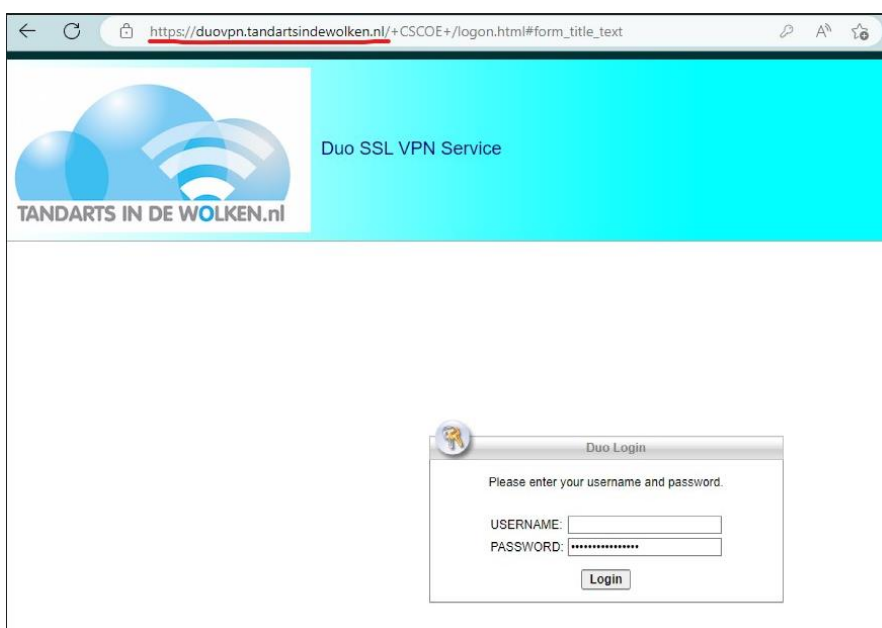 https://duovpn.tandartsindewolken.nl/+CSCOE+/logon.html#form_title_text
Duo SSL VPN Service
TANDARTS IN DE WOLKEN.nl
Duo Login
Please enter your username and password.
USERNAME:
PASSWORD: ••••••••••••••••
Login